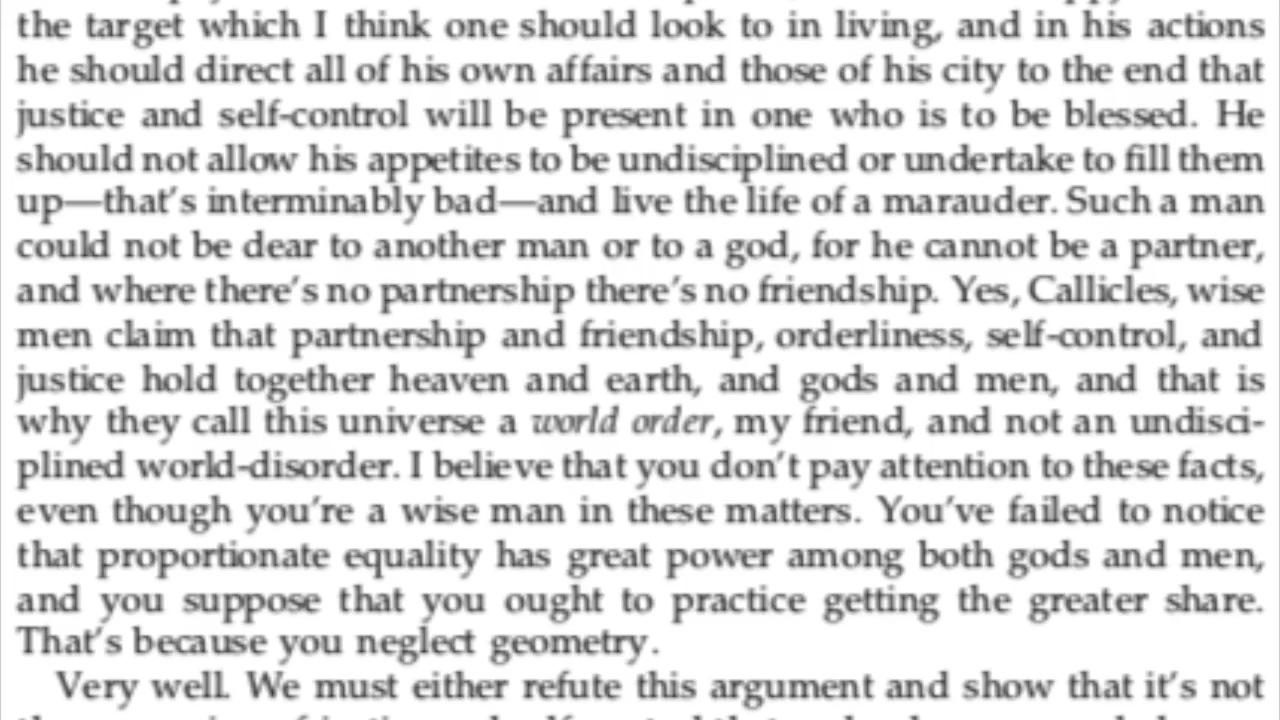 the target which I think one should look to in living, and in his actions
he should direct all of his own affairs and those of his city to the end that
justice and self-control will be present in one who is to be blessed. He
should not allow his appetites to be undisciplined or undertake to fill them
up—that's interminably bad—and live the life of a marauder. Such a man
could not be dear to another man or to a god, for he cannot be a partner,
and where there's no partnership there's no friendship. Yes, Callicles, wise
men claim that partnership and friendship, orderliness, self-control, and
justice hold together heaven and earth, and gods and men, and that is
why they call this universe a world order, my friend, and not an undisci-
plined world-disorder. I believe that you don't pay attention to these facts,
even though you're a wise man in these matters. You've failed to notice
that proportionate equality has great power among both gods and men,
and you suppose that you ought to practice getting the greater share.
That's because you neglect geometry.
Very well. We must either refute this argument and show that it's not